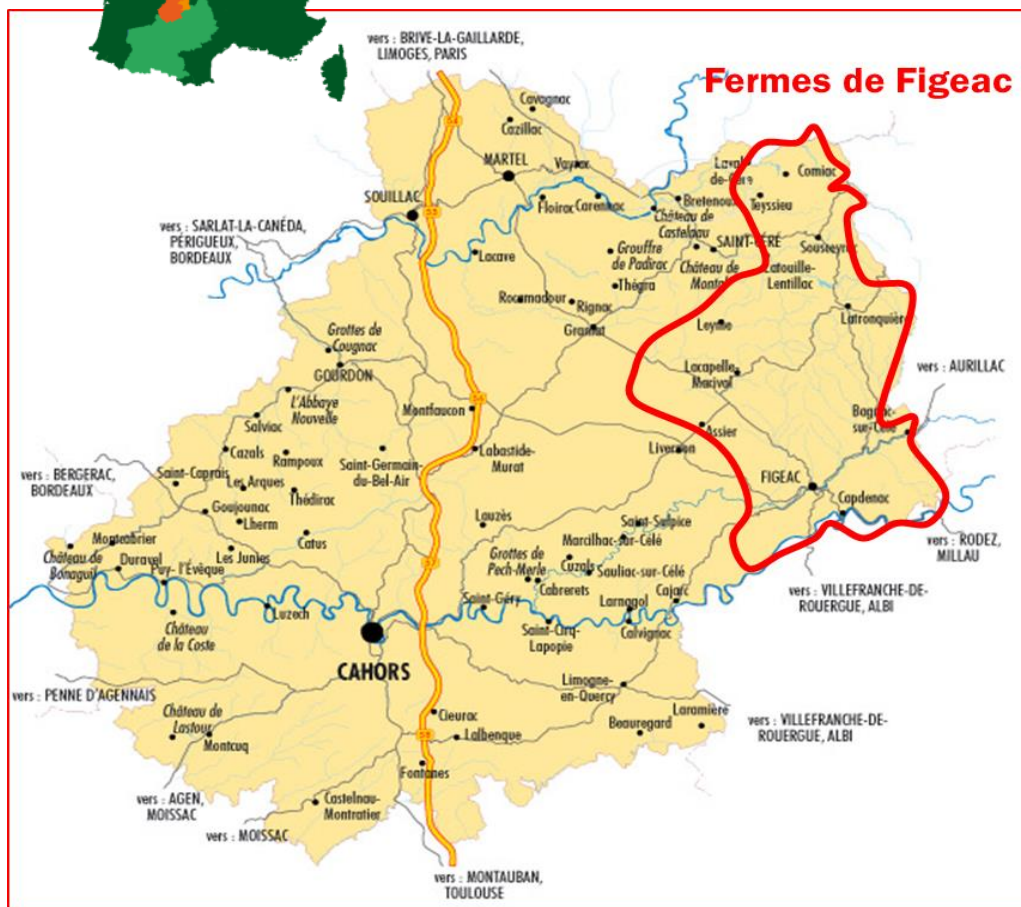 vers : BRIVE-LA-GAILLARDE,
LIMOGES, PARIS
Fermes de Figeac
54
Cavagnac
Cazillac
MARTEL
Vayrac
Comiac
Teyssieu
SOUILLAC
55
Floirac
Carennac
Bretenoux
Château de
Castelnau
vers : SARLAT-LA-CANÉDA,
PÉRIGUEUX,
BORDEAUX
Lacave
Gouffre
de Padirac
SAINT-CÉRÉ
Château de
Sousceyrac
Thégra
Latouille-
Lentillac
Rocamadour
Rignac
Gramat
Leyme
Latronquière
Grottes de
Cougnac
GOURDON
Lacapelle-
Marival
vers : AURILLAC
L'Abbaye
Nouvelle
56
Montfaucon
Salviac
Assier
Bagnac-
sur-Célé
Cazals
Rampoux
Saint-Germain-
du-Bel-Air
Labastide-
Murat
Livernon
vers : BERGERAC,
BORDEAUX
Saint-Caprais
Les Arques
Thédirac
FIGEAC
Capdenac
Goujounac
Lherm
Lauzès
Saint-Sulpice
Marcilhac-sur-Célé
Montcabrier
Château de
Bonaguil
Duravel
Puy-l'Évèque
Les Junies
Catus
57
Grottes de
Pech-Merle
Cuzals
Sauliac-sur-Célé
Cabrerets
vers : RODEZ,
MILLAU
vers : VILLEFRANCHE-DE-
ROUERGUE, ALBI
Luzech
Saint-Géry
Larnagol
Cajarc
Château
de la Coste
Saint-Cirq-
Lapopie
Calvignac
CAHORS
Limogne-
en-Quercy
vers : PENNE D'AGENNAIS
Château de
Lastour
Montcuq
Cieurac
58
Lalbenque
Beauregard
Laramière
vers : VILLEFRANCHE-DE-
ROUERGUE, ALBI
Fontanes
vers : AGEN,
MOISSAC
Castelnau-
Montratier
vers : MOISSAC
vers : MONTAUBAN,
TOULOUSE